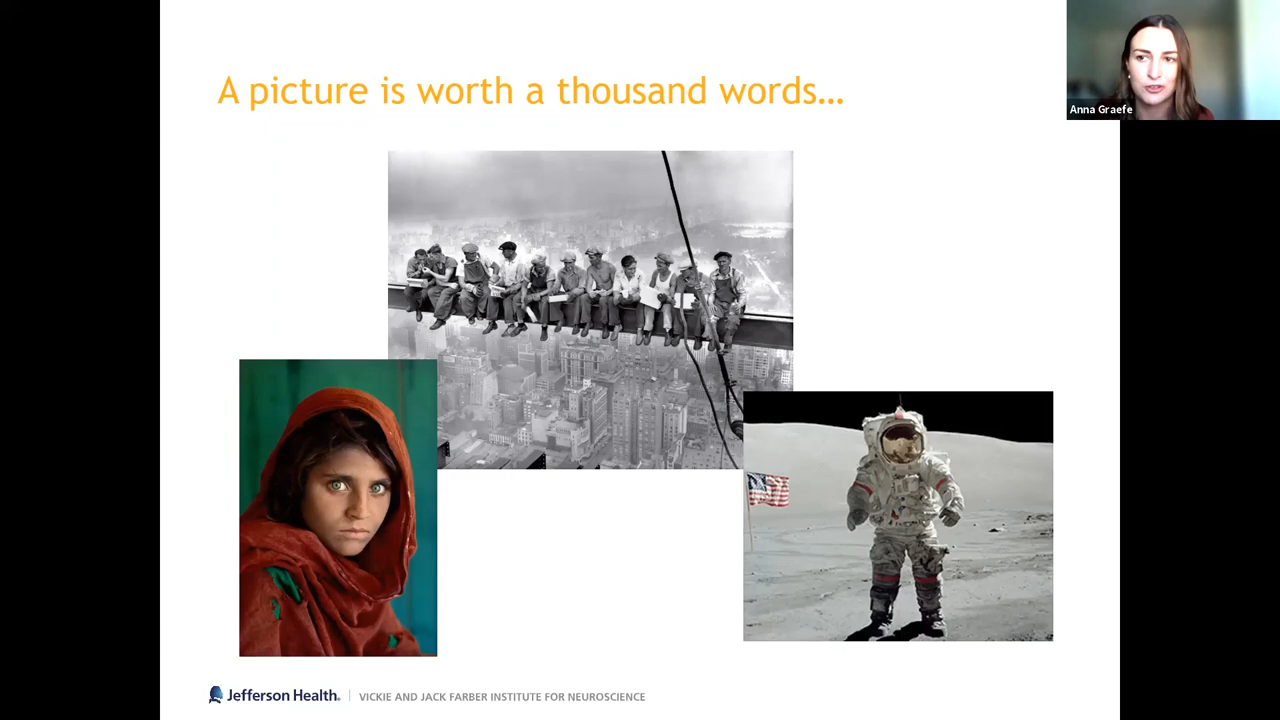 A picture is worth a thousand words…
Anna Graefe
Jefferson Health®
VICKIE AND JACK FARBER INSTITUTE FOR NEUROSCIENCE